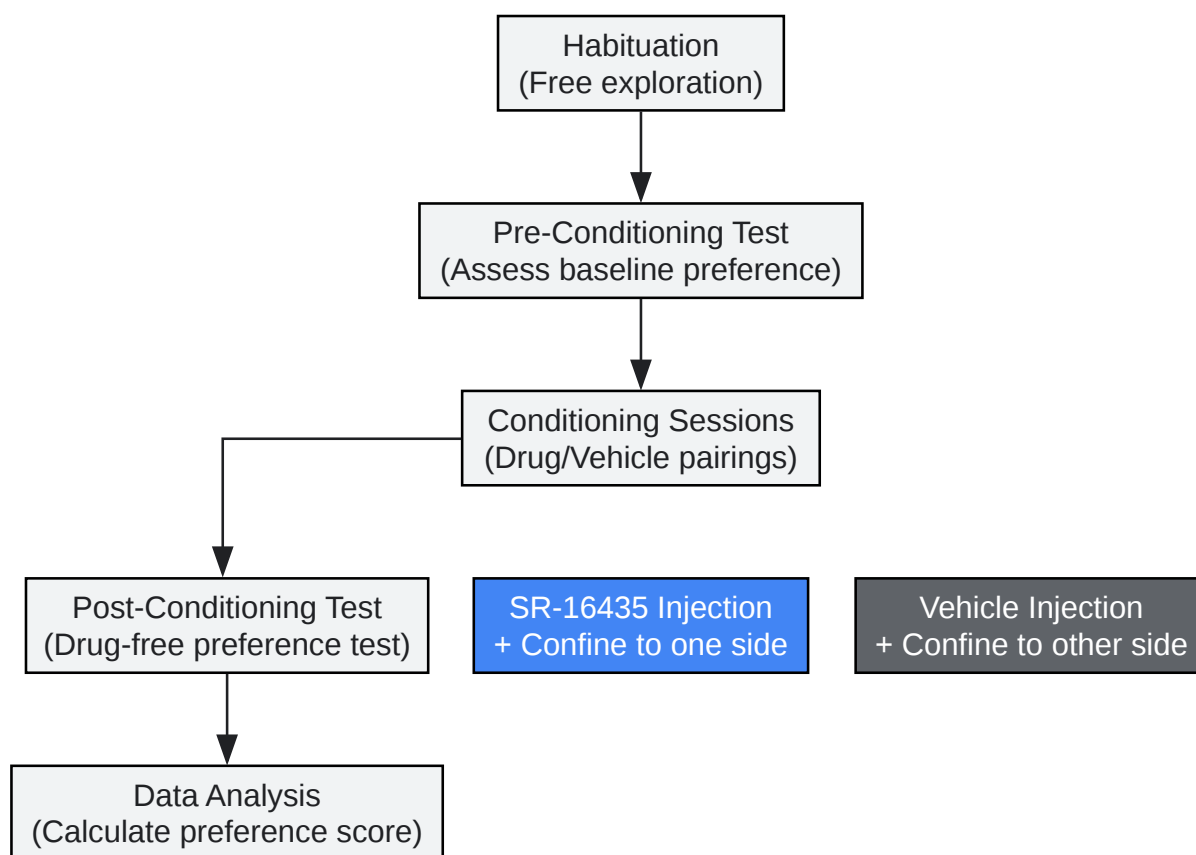 Habituation
(Free exploration)
Pre-Conditioning Test
(Assess baseline preference)
Conditioning Sessions
(Drug/Vehicle pairings)
Post-Conditioning Test
(Drug-free preference test)
SR-16435 Injection
+ Confine to one side
Vehicle Injection
+ Confine to other side
Data Analysis
(Calculate preference score)